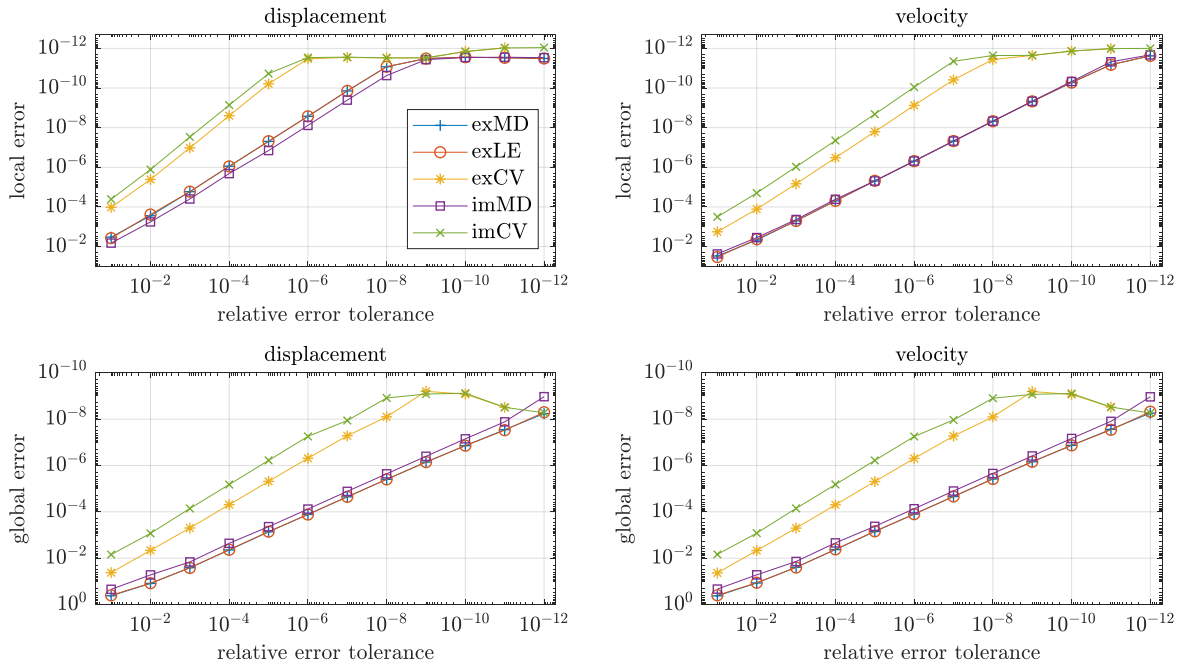 displacement
10⁻¹²
10⁻¹⁰
10⁻⁸
10⁻⁶
10⁻⁴
10⁻²
local error
10⁻² 10⁻⁴ 10⁻⁶ 10⁻⁸ 10⁻¹⁰ 10⁻¹²
relative error tolerance
exMD
exLE
exCV
imMD
imCV
velocity
10⁻¹²
10⁻¹⁰
10⁻⁸
10⁻⁶
10⁻⁴
10⁻²
local error
10⁻² 10⁻⁴ 10⁻⁶ 10⁻⁸ 10⁻¹⁰ 10⁻¹²
relative error tolerance
displacement
10⁻¹⁰
10⁻⁸
10⁻⁶
10⁻⁴
10⁻²
10⁰
global error
10⁻² 10⁻⁴ 10⁻⁶ 10⁻⁸ 10⁻¹⁰ 10⁻¹²
relative error tolerance
velocity
10⁻¹⁰
10⁻⁸
10⁻⁶
10⁻⁴
10⁻²
10⁰
global error
10⁻² 10⁻⁴ 10⁻⁶ 10⁻⁸ 10⁻¹⁰ 10⁻¹²
relative error tolerance